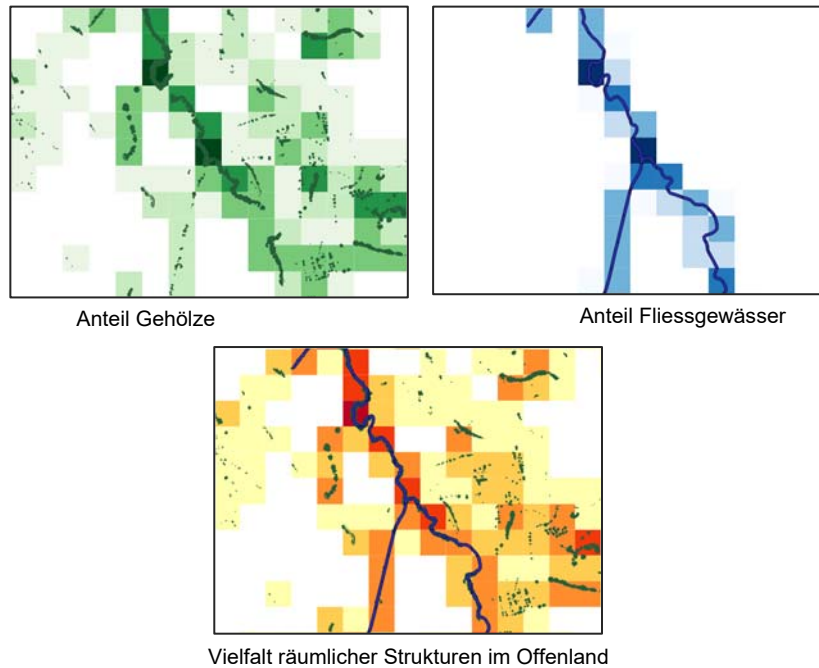 Anteil Gehölze
Anteil Fliessgewässer
Vielfalt räumlicher Strukturen im Offenland